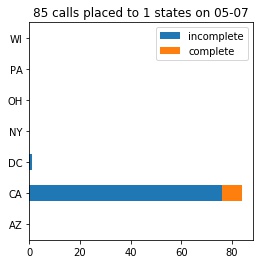 85 calls placed to 1 states on 05-07
incomplete
complete
WI
PA
OH
NY
DC
CA
AZ
0 20 40 60 80